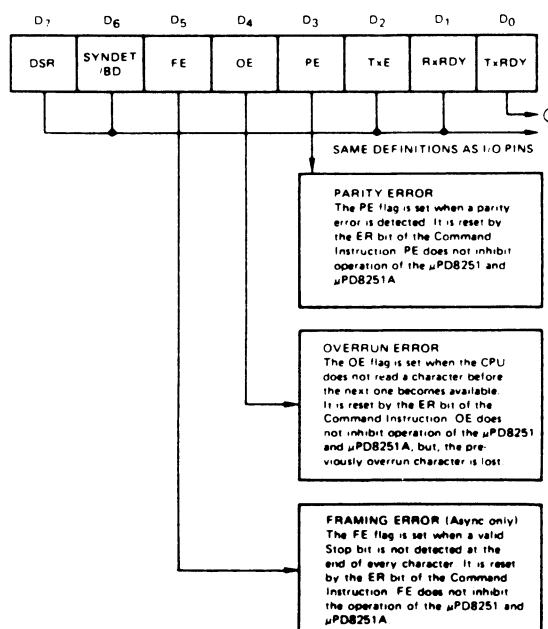 D7 D6 D5 D4 D3 D2 D1 D0
DSR SYNDET/BD FE OE PE TxE RxRDY TxRDY
SAME DEFINITIONS AS I/O PINS
PARITY ERROR
The PE flag is set when a parity
error is detected. It is reset by
the ER bit of the Command
Instruction. PE does not inhibit
operation of the μPD8251 and
μPD8251A
OVERRUN ERROR
The OE flag is set when the CPU
does not read a character before
the next one becomes available.
It is reset by the ER bit of the
Command Instruction. OE does
not inhibit operation of the μPD8251
and μPD8251A, but, the pre-
viously overrun character is lost
FRAMING ERROR (Async only)
The FE flag is set when a valid
Stop bit is not detected at the
end of every character. It is reset
by the ER bit of the Command
Instruction. FE does not inhibit
the operation of the μPD8251 and
μPD8251A